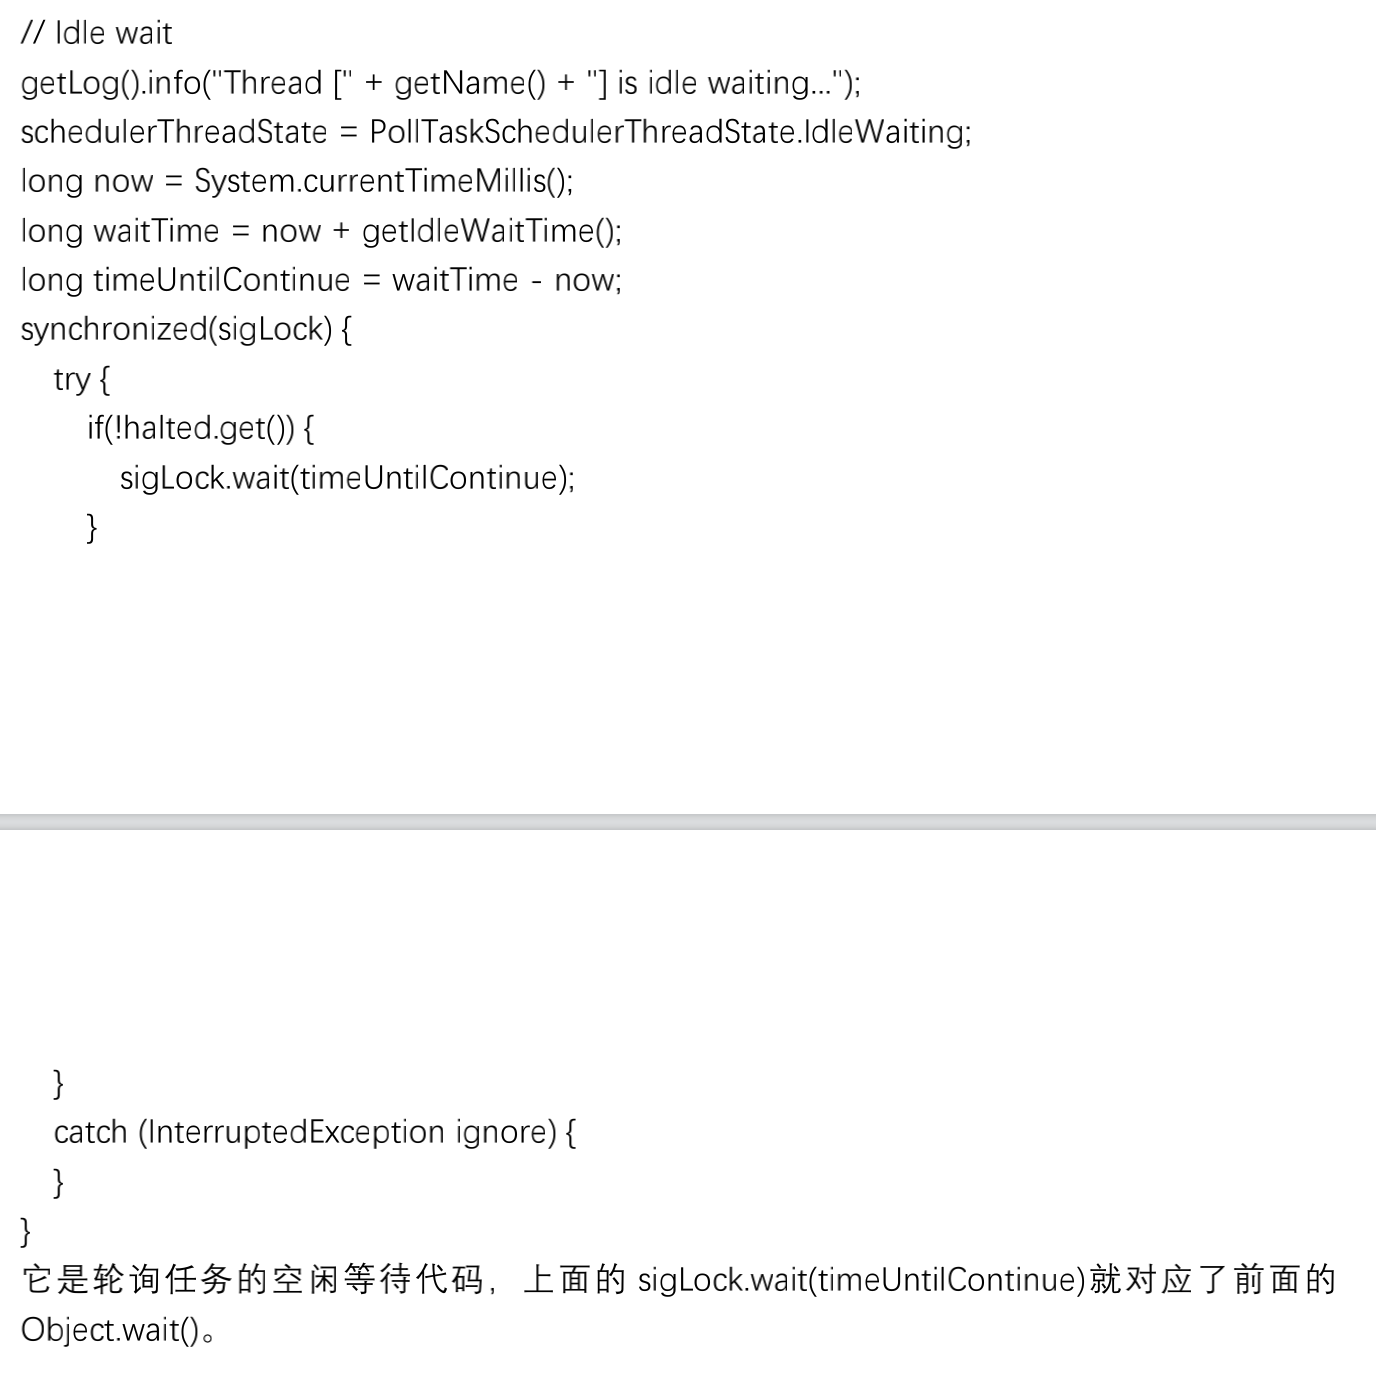 // Idle wait
getLog().info("Thread [" + getName() + "] is idle waiting...");
schedulerThreadState = PollTaskSchedulerThreadState.IdleWaiting;
long now = System.currentTimeMillis();
long waitTime = now + getIdleWaitTime();
long timeUntilContinue = waitTime - now;
synchronized(sigLock) {
    try {
        if(!halted.get()) {
            sigLock.wait(timeUntilContinue);
        }
    }
    catch (InterruptedException ignore) {
    }
}
它是轮询任务的空闲等待代码，上面的 sigLock.wait(timeUntilContinue)就对应了前面的
Object.wait()。